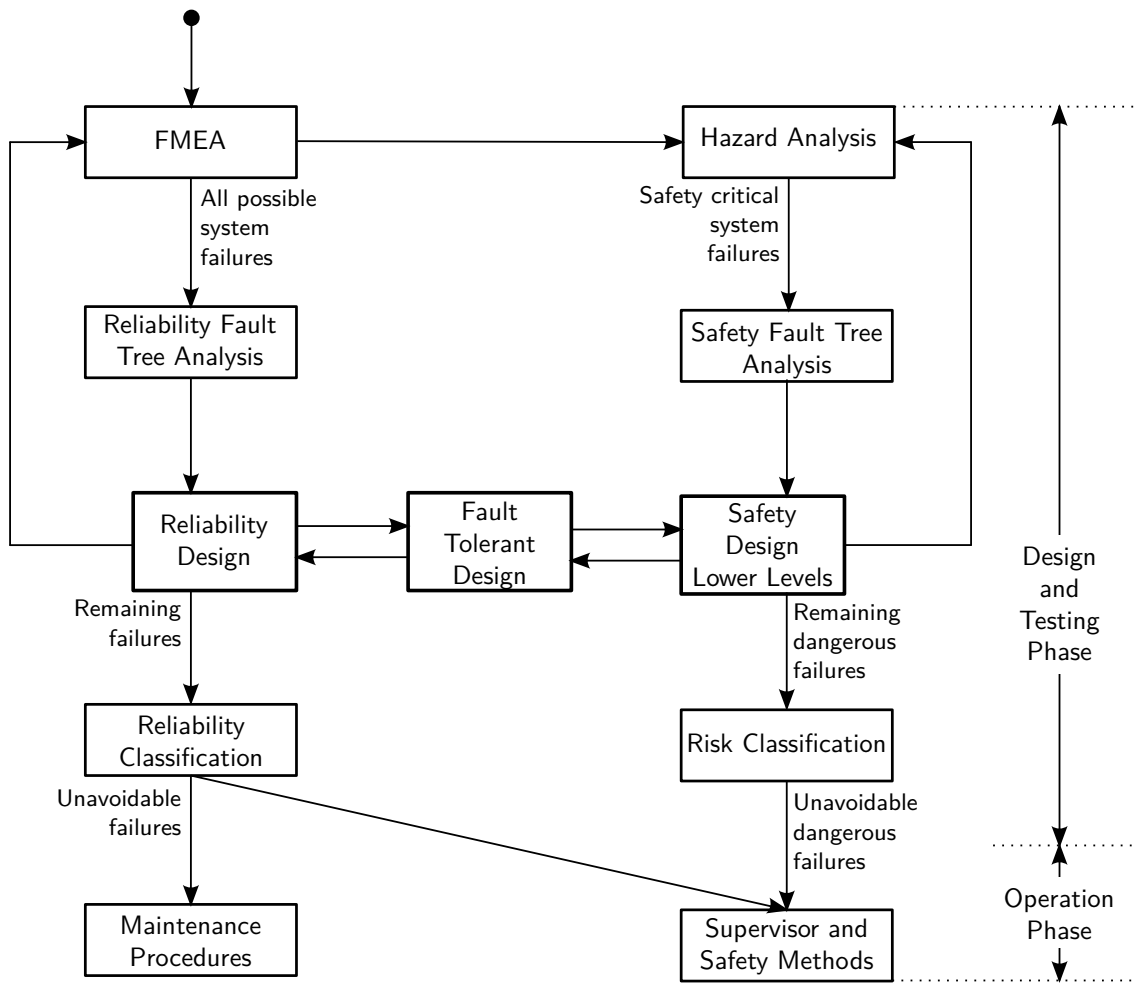 FMEA
Hazard Analysis
All possible
system
failures
Safety critical
system
failures
Reliability Fault
Tree Analysis
Safety Fault Tree
Analysis
Reliability
Design
Fault
Tolerant
Design
Safety
Design
Lower Levels
Design
and
Testing
Phase
Remaining
failures
Remaining
dangerous
failures
Reliability
Classification
Risk Classification
Unavoidable
failures
Unavoidable
dangerous
failures
Maintenance
Procedures
Supervisor and
Safety Methods
Operation
Phase